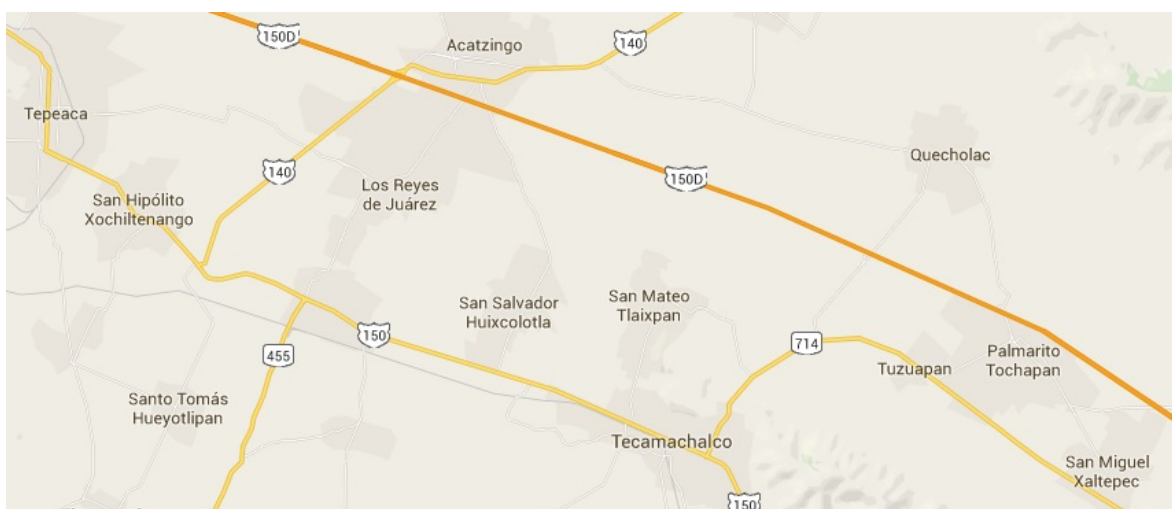 150D
Acatzingo
140
Tepeaca
Quecholac
140
150D
Los Reyes
de Juárez
San Hipólito
Xochiltenango
San Salvador
Huixcolotla
San Mateo
Tlaixpan
150
714
455
Palmarito
Tochapan
Tuzuapan
Santo Tomás
Hueyotlipan
Tecamachalco
San Miguel
Xaltepec
150